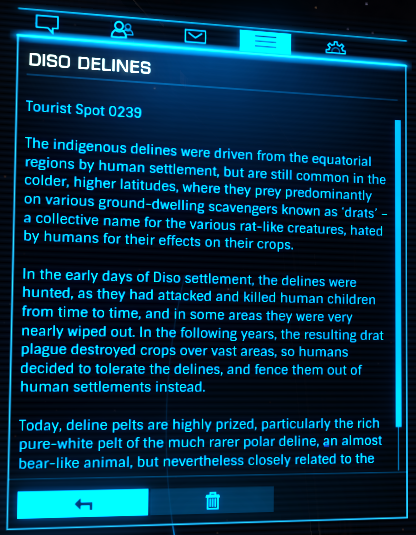 DISO DELINES
Tourist Spot 0239
The indigenous delines were driven from the equatorial
regions by human settlement, but are still common in the
colder, higher latitudes, where they prey predominantly
on various ground-dwelling scavengers known as 'drats' –
a collective name for the various rat-like creatures, hated
by humans for their effects on their crops.
In the early days of Diso settlement, the delines were
hunted, as they had attacked and killed human children
from time to time, and in some areas they were very
nearly wiped out. In the following years, the resulting drat
plague destroyed crops over vast areas, so humans
decided to tolerate the delines, and fence them out of
human settlements instead.
Today, deline pelts are highly prized, particularly the rich
pure-white pelt of the much rarer polar deline, an almost
bear-like animal, but nevertheless closely related to the